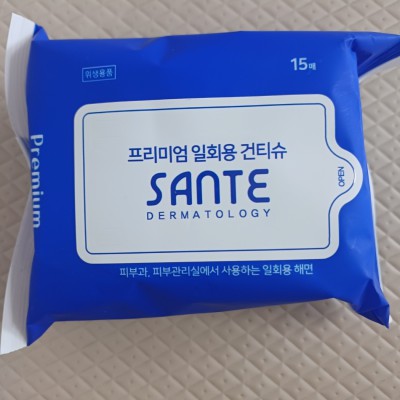 위생용품
15매
Premium
프리미엄 일회용 건티슈
SANTE
DERMATOLOGY
OPEN
피부과, 피부관리실에서 사용하는 일회용 해면